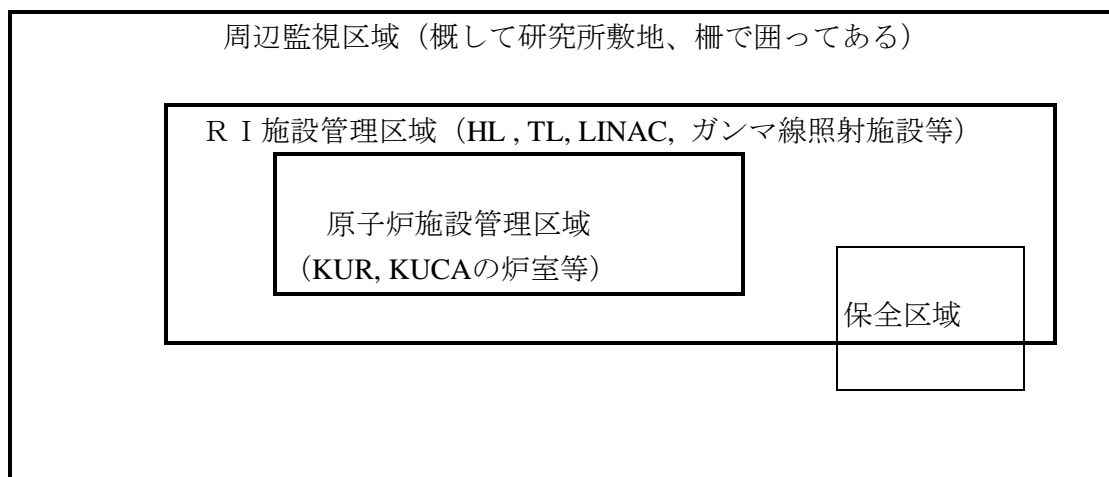 周辺監視区域（概して研究所敷地、柵で囲ってある）
ＲＩ施設管理区域（HL , TL, LINAC, ガンマ線照射施設等）
原子炉施設管理区域
（KUR, KUCAの炉室等）
保全区域